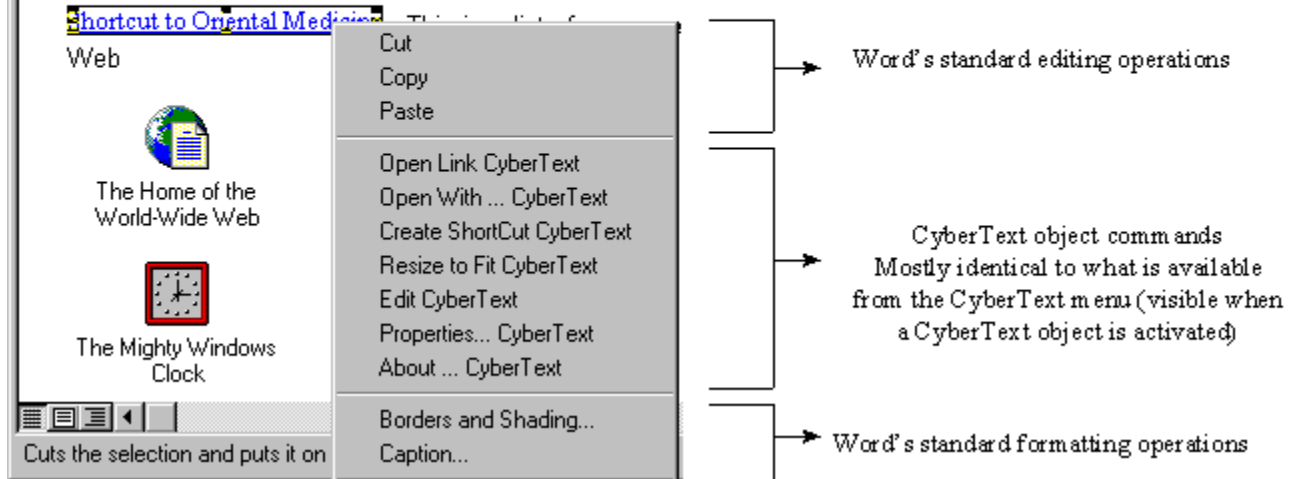 Shortcut to Oriental Medicine
This is a list of
Web
The Home of the
World-Wide Web
The Mighty Windows
Clock
Cuts the selection and puts it on
Cut
Copy
Paste
Open Link CyberText
Open With ... CyberText
Create ShortCut CyberText
Resize to Fit CyberText
Edit CyberText
Properties... CyberText
About ... CyberText
Borders and Shading...
Caption...
Word's standard editing operations
CyberText object commands
Mostly identical to what is available
from the CyberText menu (visible when
a CyberText object is activated)
Word's standard formatting operations